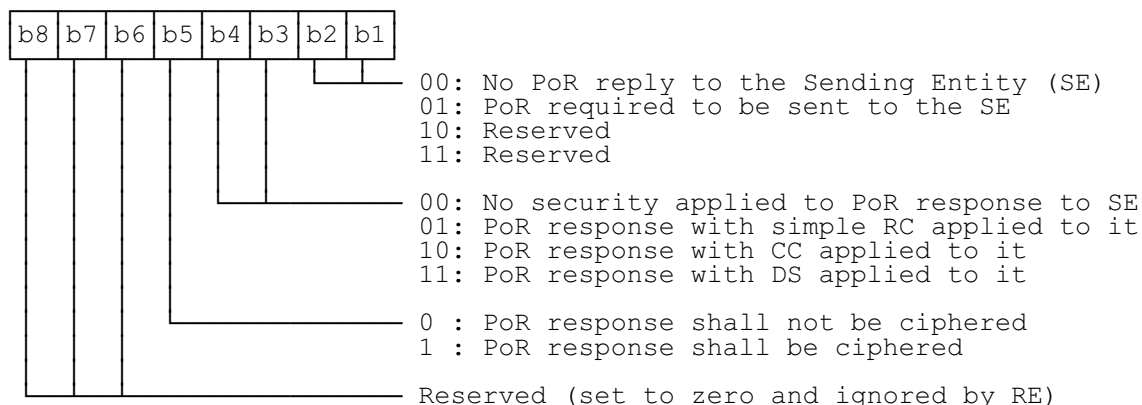 b8 b7 b6 b5 b4 b3 b2 b1
00: No PoR reply to the Sending Entity (SE)
01: PoR required to be sent to the SE
10: Reserved
11: Reserved
00: No security applied to PoR response to SE
01: PoR response with simple RC applied to it
10: PoR response with CC applied to it
11: PoR response with DS applied to it
0 : PoR response shall not be ciphered
1 : PoR response shall be ciphered
Reserved (set to zero and ignored by RE)